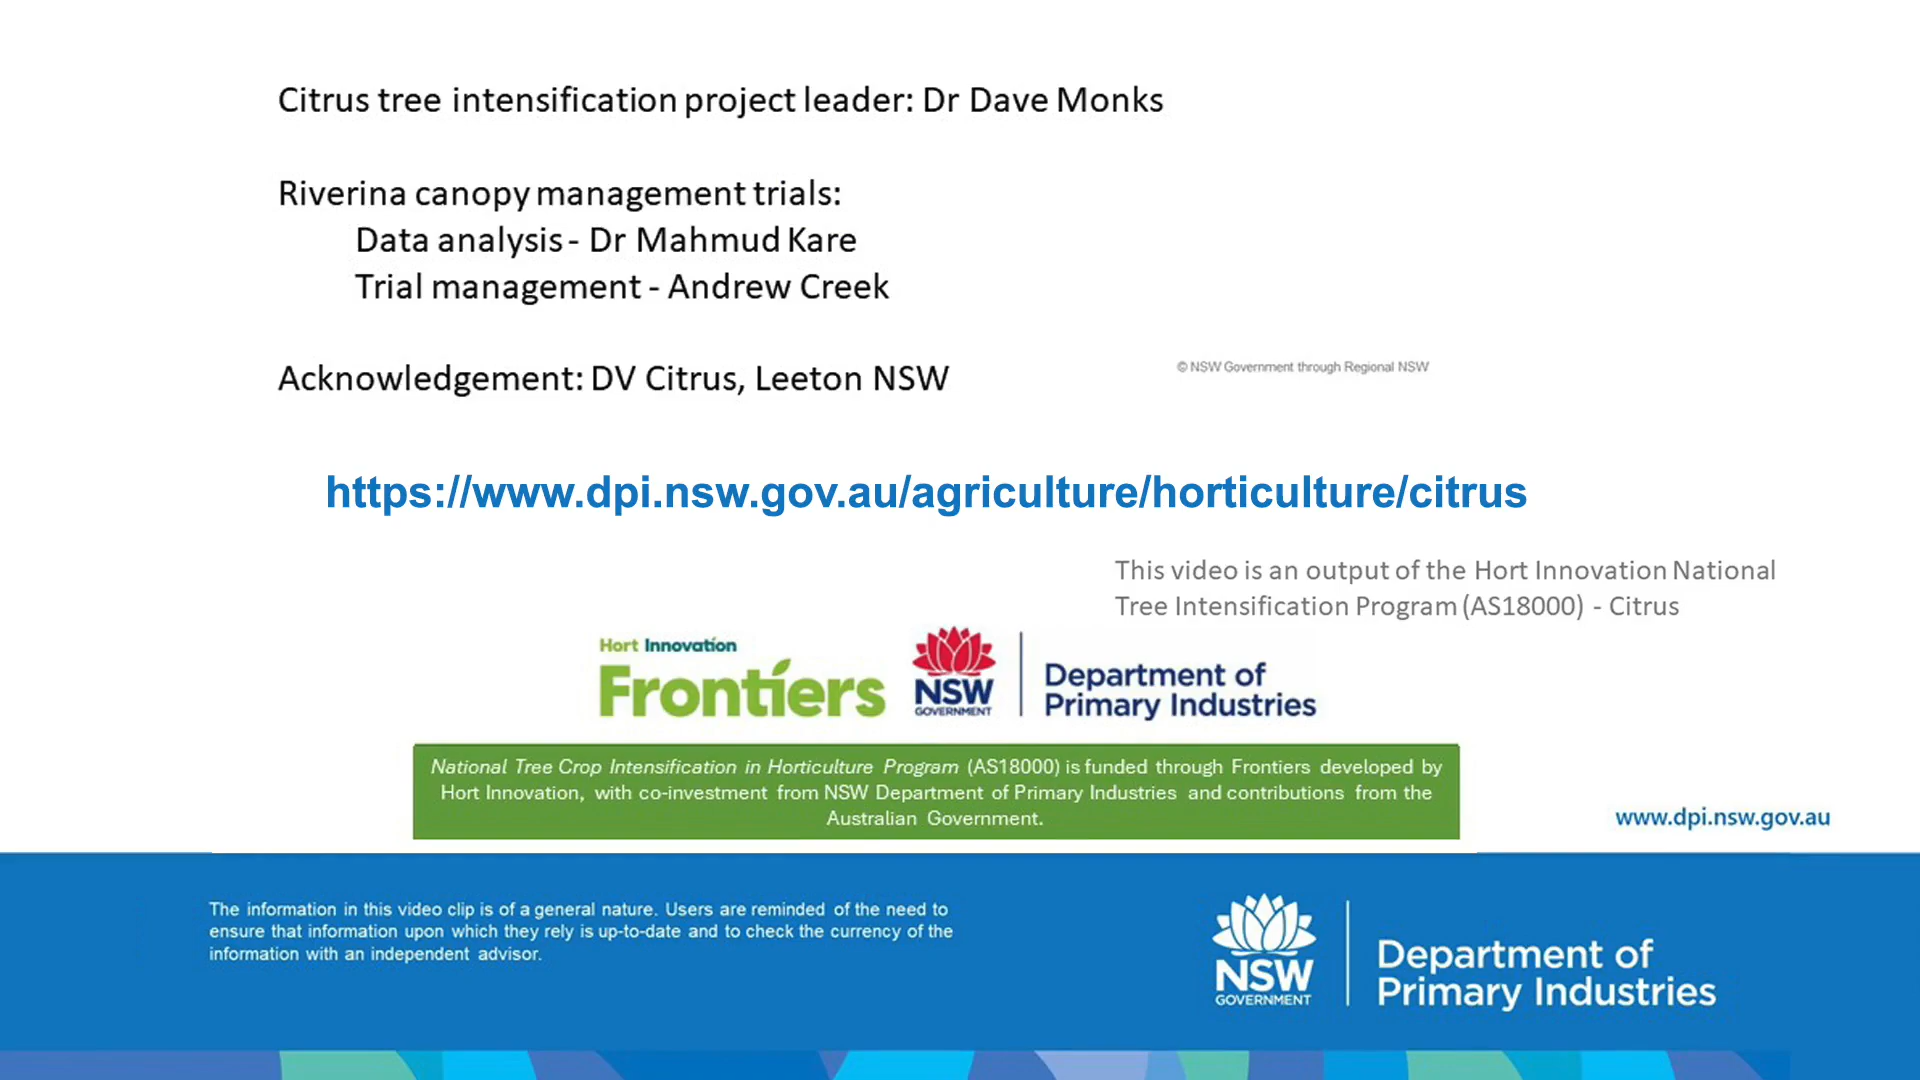 Citrus tree intensification project leader: Dr Dave Monks
Riverina canopy management trials:
Data analysis - Dr Mahmud Kare
Trial management - Andrew Creek
Acknowledgement: DV Citrus, Leeton NSW
© NSW Government through Regional NSW
https://www.dpi.nsw.gov.au/agriculture/horticulture/citrus
This video is an output of the Hort Innovation National
Tree Intensification Program (AS18000) - Citrus
Hort Innovation
Frontiers
NSW
GOVERNMENT
Department of
Primary Industries
National Tree Crop Intensification in Horticulture Program (AS18000) is funded through Frontiers developed by
Hort Innovation, with co-investment from NSW Department of Primary Industries and contributions from the
Australian Government.
www.dpi.nsw.gov.au
The information in this video clip is of a general nature. Users are reminded of the need to
ensure that information upon which they rely is up-to-date and to check the currency of the
information with an independent advisor.
NSW
GOVERNMENT
Department of
Primary Industries